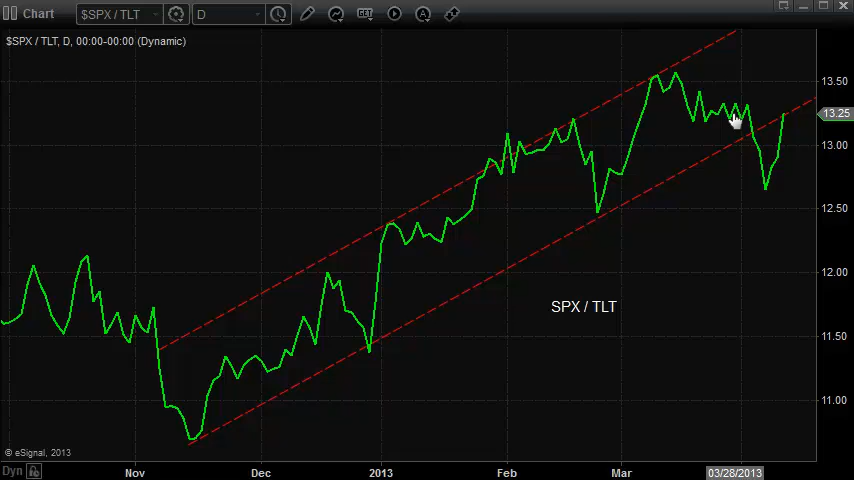 Chart $SPX / TLT D GET A
$SPX / TLT, D, 00:00-00:00 (Dynamic)
13.50
13.25
13.00
12.50
12.00
SPX / TLT
11.50
11.00
© eSignal, 2013
Dyn Nov Dec 2013 Feb Mar 03/28/2013